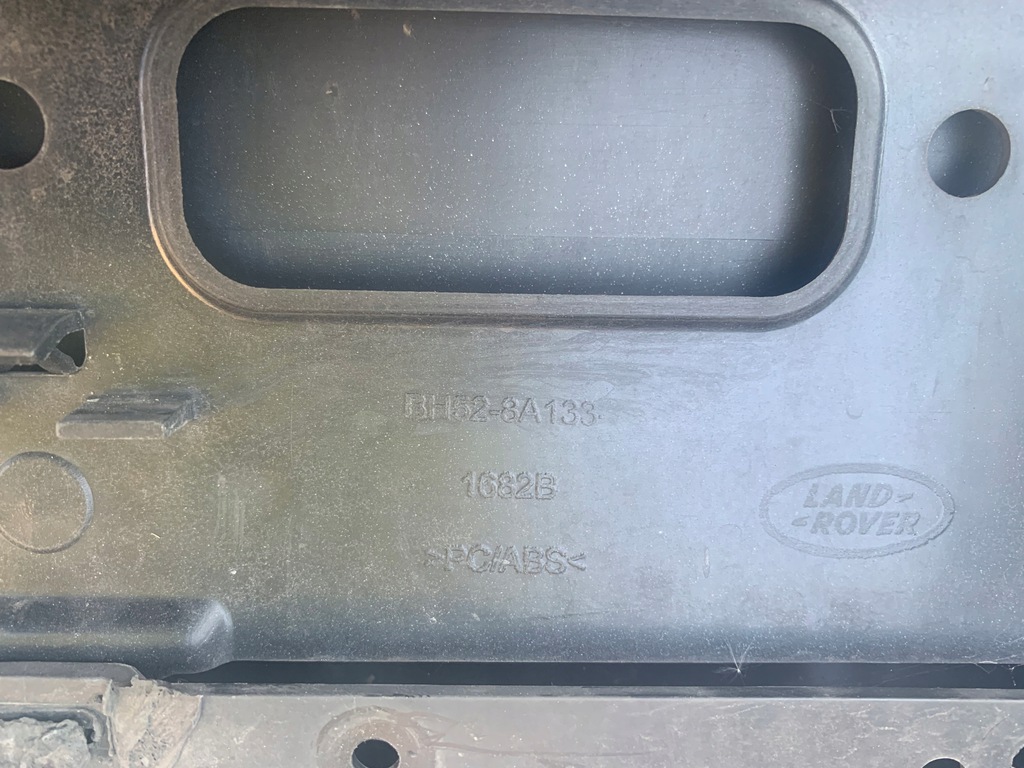 BH52-8A133
1682B
>PC/ABS<
LAND-
-ROVER